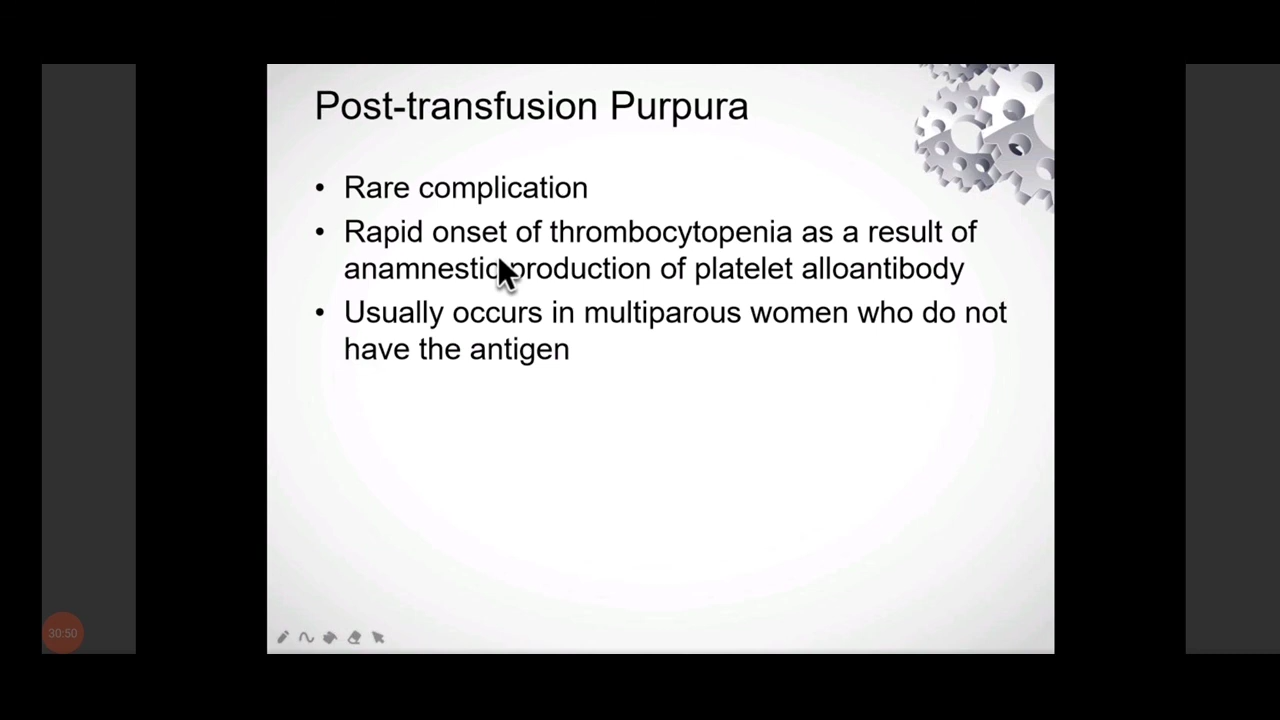 Post-transfusion Purpura
• Rare complication
• Rapid onset of thrombocytopenia as a result of
anamnestic production of platelet alloantibody
• Usually occurs in multiparous women who do not
have the antigen
30:50